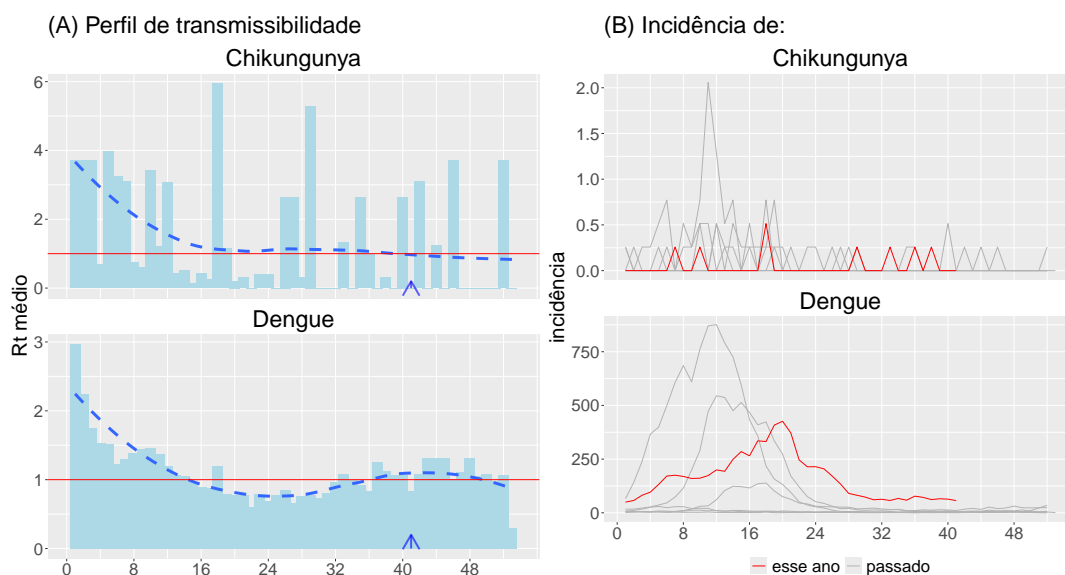 (A) Perfil de transmissibilidade
Chikungunya
6
4
2
0
Dengue
3
2
1
0
0 8 16 24 32 40 48
Rt médio
(B) Incidência de:
Chikungunya
2.0
1.5
1.0
0.5
0.0
Dengue
750
500
250
0
0 8 16 24 32 40 48
incidência
esse ano passado